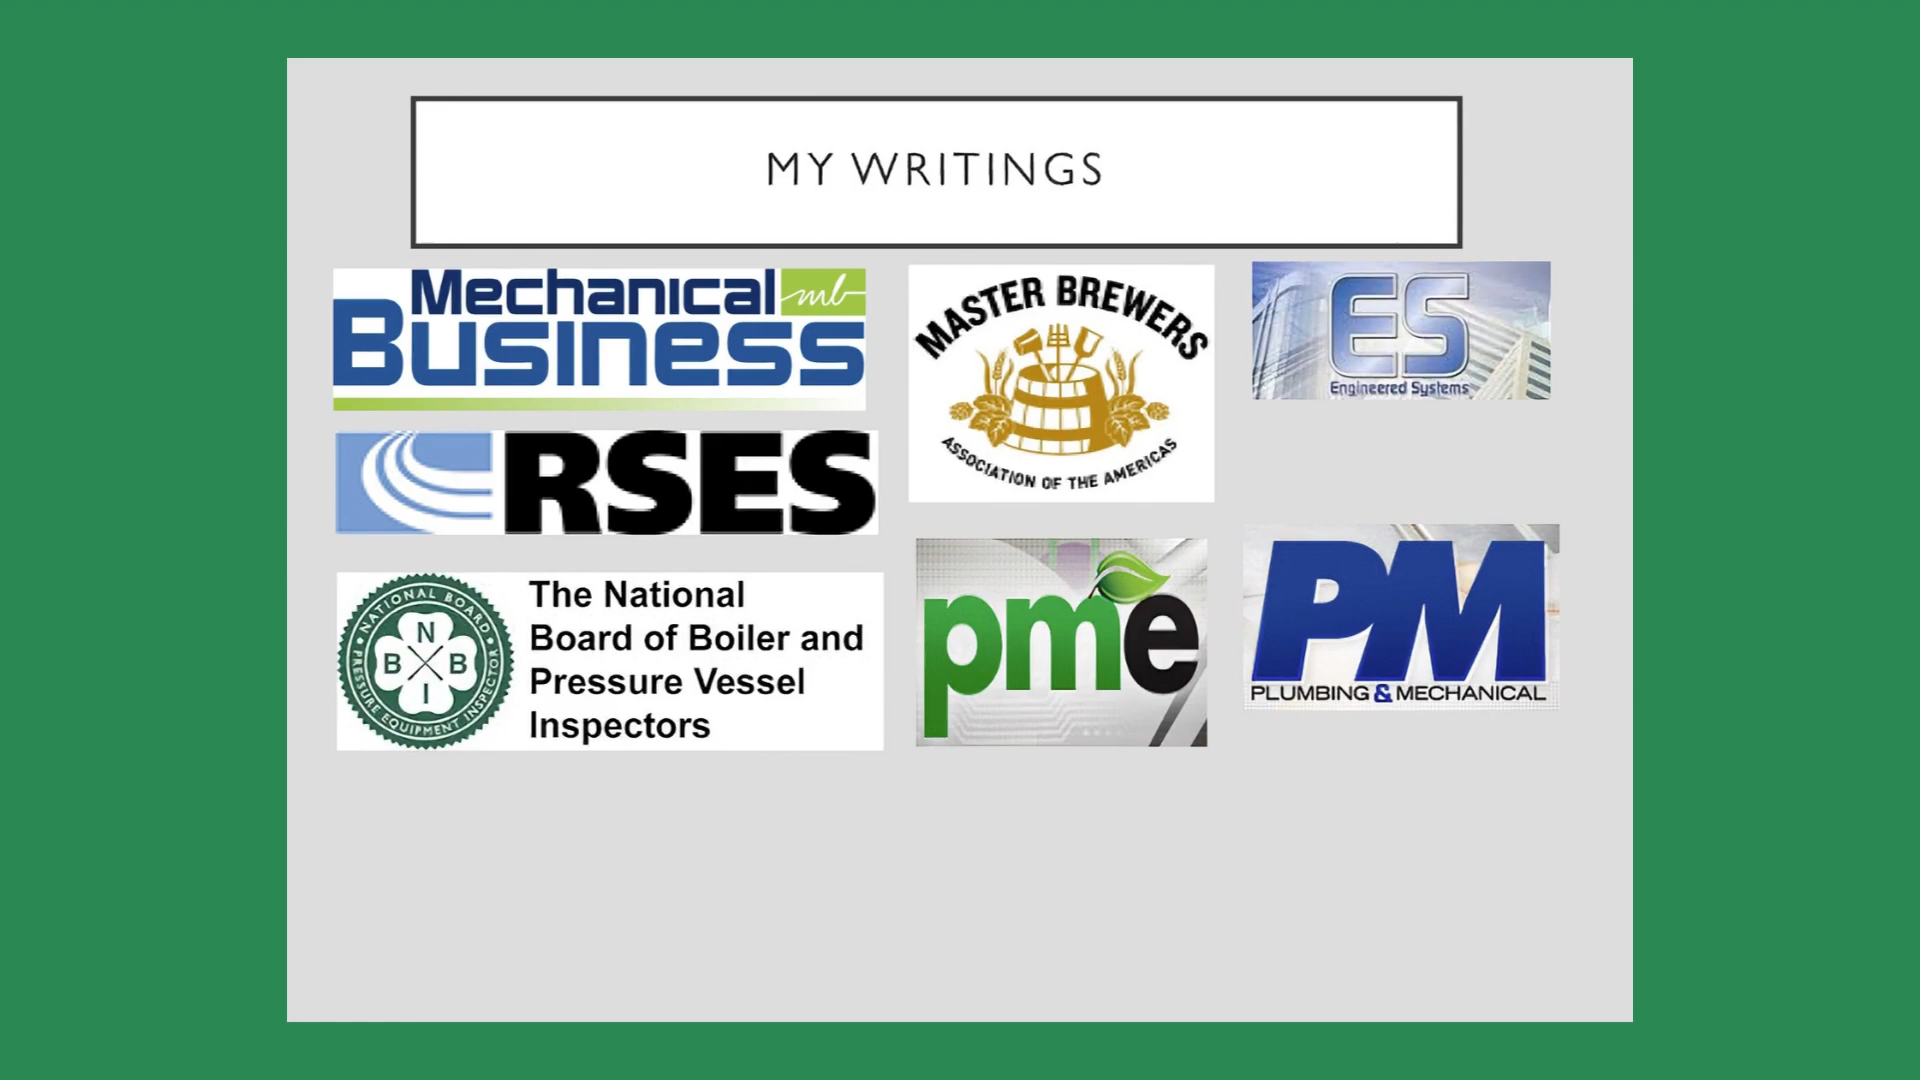 MY WRITINGS
Mechanical mb
Business
MASTER BREWERS
ASSOCIATION OF THE AMERICAS
ES
Engineered Systems
RSES
NATIONAL BOARD
PRESSURE EQUIPMENT INSPECTOR
N
B B
I
The National
Board of Boiler and
Pressure Vessel
Inspectors
pme
PM
PLUMBING & MECHANICAL